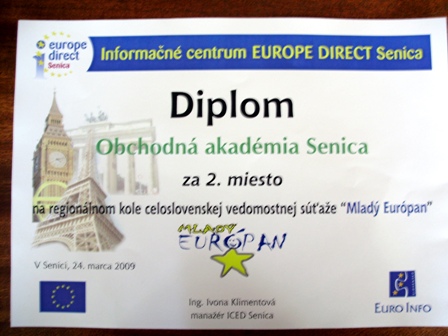 europe
direct
Senica
Informačné centrum EUROPE DIRECT Senica
Diplom
Obchodná akadémia Senica
za 2. miesto
na regionálnom kole celoslovenskej vedomostnej súťaže "Mladý Európan"
MLADÝ
EURÓPAN
V Senici, 24. marca 2009
Ing. Ivona Klimentová
manažér ICED Senica
EURO INFO